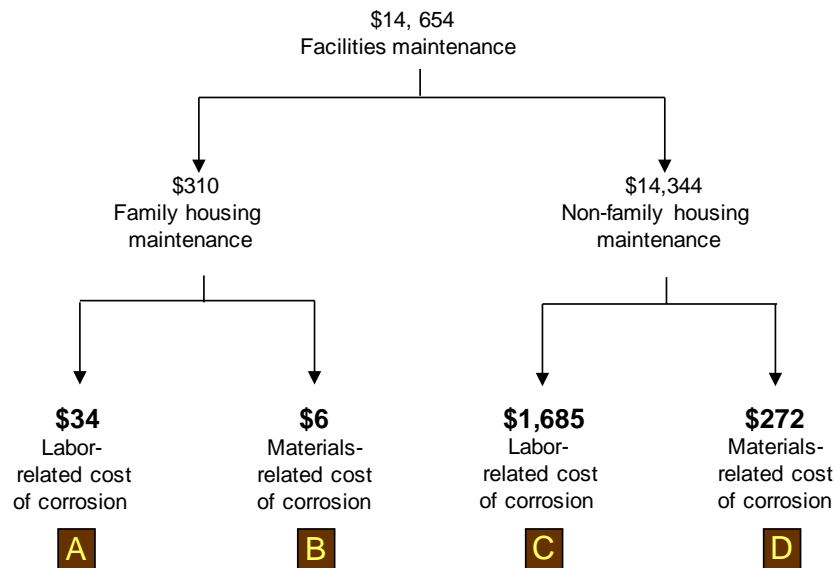 $14, 654
Facilities maintenance
$310
Family housing
maintenance
$14,344
Non-family housing
maintenance
$34
Labor-
related cost
of corrosion
A
$6
Materials-
related cost
of corrosion
B
$1,685
Labor-
related cost
of corrosion
C
$272
Materials-
related cost
of corrosion
D